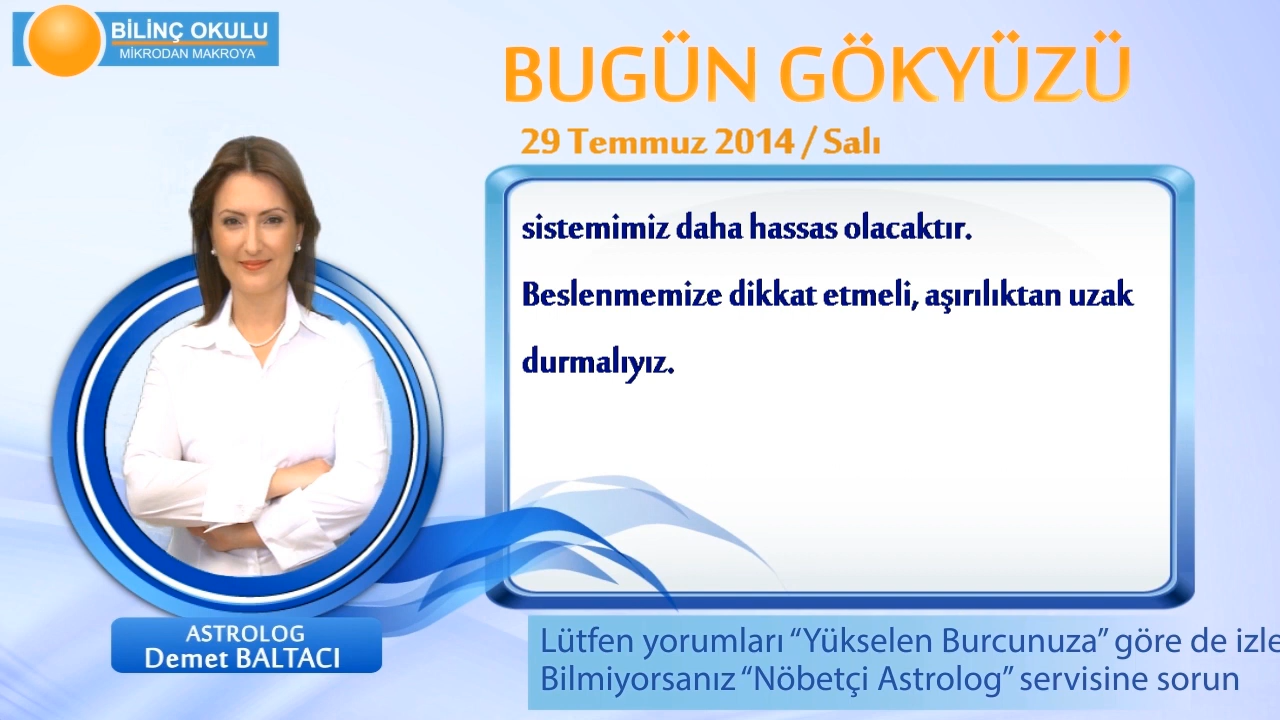 BİLİNÇ OKULU
MİKRODAN MAKROYA
BUGÜN GÖKYÜZÜ
29 Temmuz 2014 / Salı
sistemimiz daha hassas olacaktır.
Beslenmemize dikkat etmeli, aşırılıktan uzak
durmalıyız.
ASTROLOG
Demet BALTACI
Lütfen yorumları “Yükselen Burcunuza” göre de izle
Bilmiyorsanız “Nöbetçi Astrolog” servisine sorun